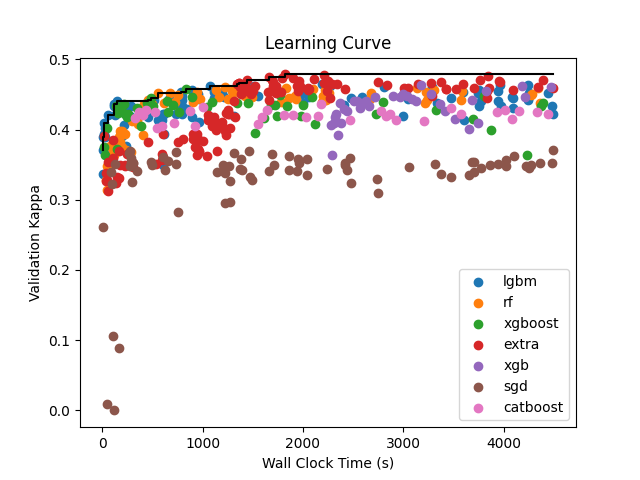 Learning Curve
Validation Kappa
0.5
0.4
0.3
0.2
0.1
0.0
lgbm
rf
xgboost
extra
xgb
sgd
catboost
0
1000
2000
3000
4000
Wall Clock Time (s)